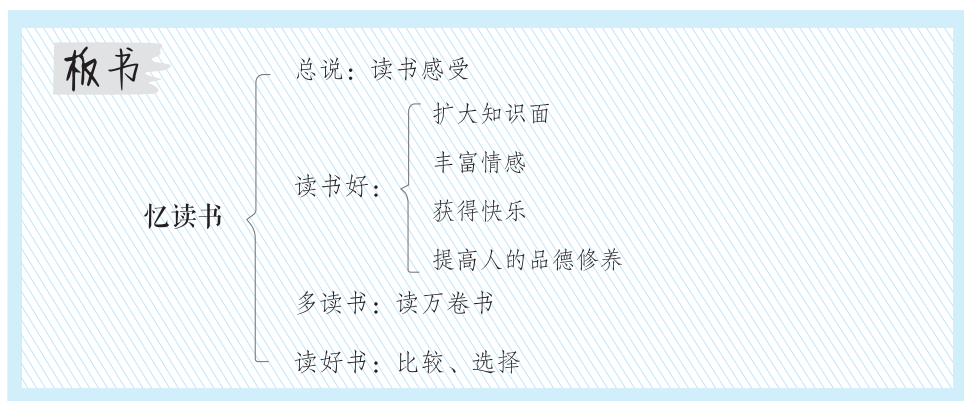 板书
总说：读书感受
扩大知识面
丰富情感
读书好：
获得快乐
忆读书
提高人的品德修养
多读书：读万卷书
读好书：比较、选择